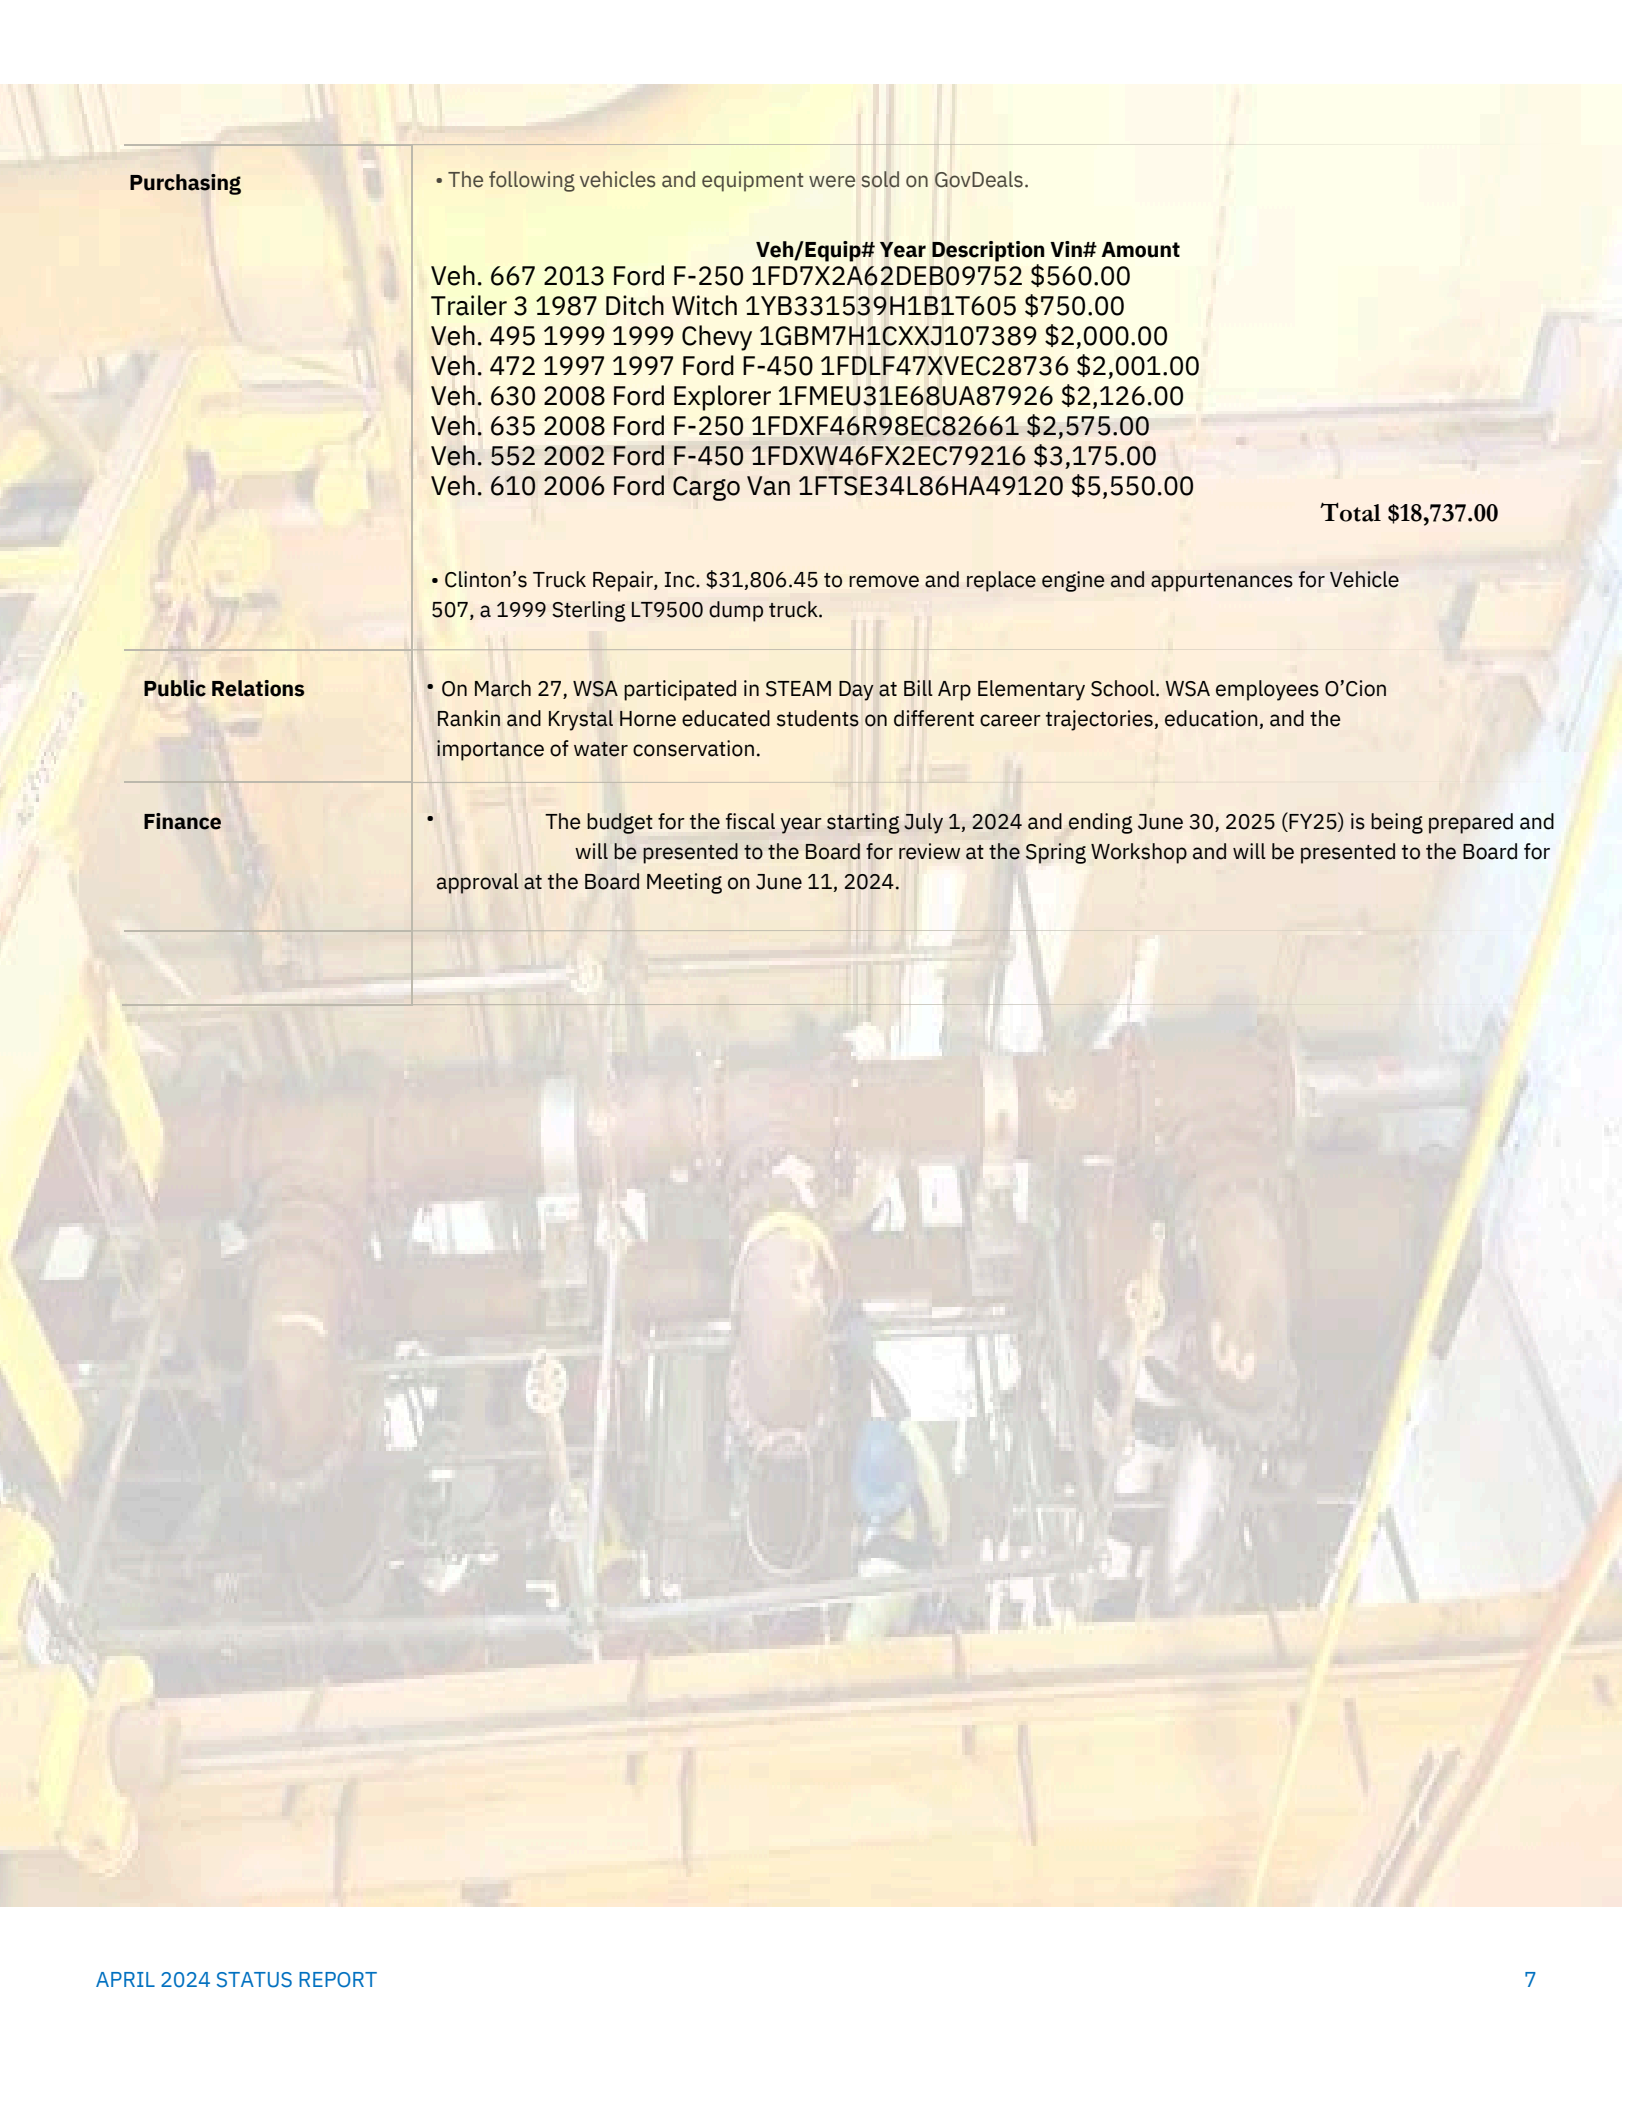 Purchasing
• The following vehicles and equipment were sold on GovDeals.
Veh/Equip# Year Description Vin# Amount
Veh. 667 2013 Ford F-250 1FD7X2A62DEB09752 $560.00
Trailer 3 1987 Ditch Witch 1YB331539H1B1T605 $750.00
Veh. 495 1999 1999 Chevy 1GBM7H1CXXJ107389 $2,000.00
Veh. 472 1997 1997 Ford F-450 1FDLF47XVEC28736 $2,001.00
Veh. 630 2008 Ford Explorer 1FMEU31E68UA87926 $2,126.00
Veh. 635 2008 Ford F-250 1FDXF46R98EC82661 $2,575.00
Veh. 552 2002 Ford F-450 1FDXW46FX2EC79216 $3,175.00
Veh. 610 2006 Ford Cargo Van 1FTSE34L86HA49120 $5,550.00
Total $18,737.00
• Clinton’s Truck Repair, Inc. $31,806.45 to remove and replace engine and appurtenances for Vehicle
507, a 1999 Sterling LT9500 dump truck.
Public Relations
• On March 27, WSA participated in STEAM Day at Bill Arp Elementary School. WSA employees O’Cion
Rankin and Krystal Horne educated students on different career trajectories, education, and the
importance of water conservation.
Finance
• The budget for the fiscal year starting July 1, 2024 and ending June 30, 2025 (FY25) is being prepared and
will be presented to the Board for review at the Spring Workshop and will be presented to the Board for
approval at the Board Meeting on June 11, 2024.
APRIL 2024 STATUS REPORT
7